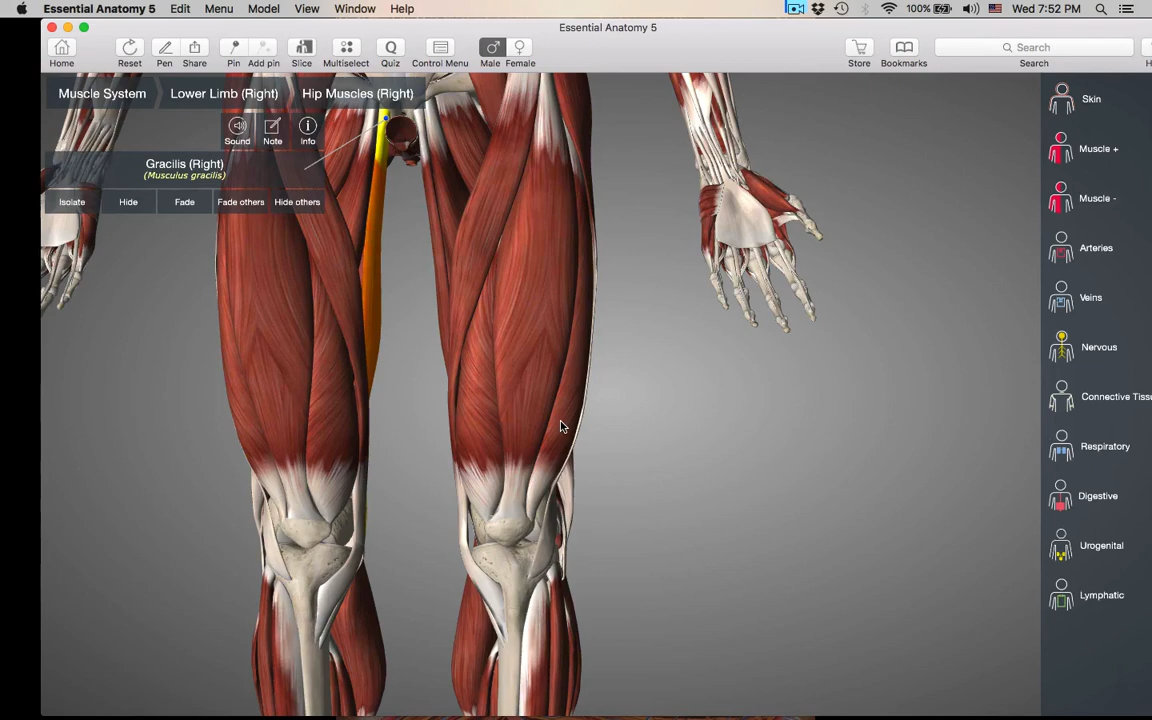 Essential Anatomy 5 Edit Menu Model View Window Help 100% Wed 7:52 PM
Essential Anatomy 5
Home Reset Pen Share Pin Add pin Slice Multiselect Quiz Control Menu Male Female Store Bookmarks Search
Search
Muscle System Lower Limb (Right) Hip Muscles (Right)
Sound Note Info
Gracilis (Right)
(Musculus gracilis)
Isolate Hide Fade Fade others Hide others
Skin
Muscle +
Muscle -
Arteries
Veins
Nervous
Connective Tiss
Respiratory
Digestive
Urogenital
Lymphatic